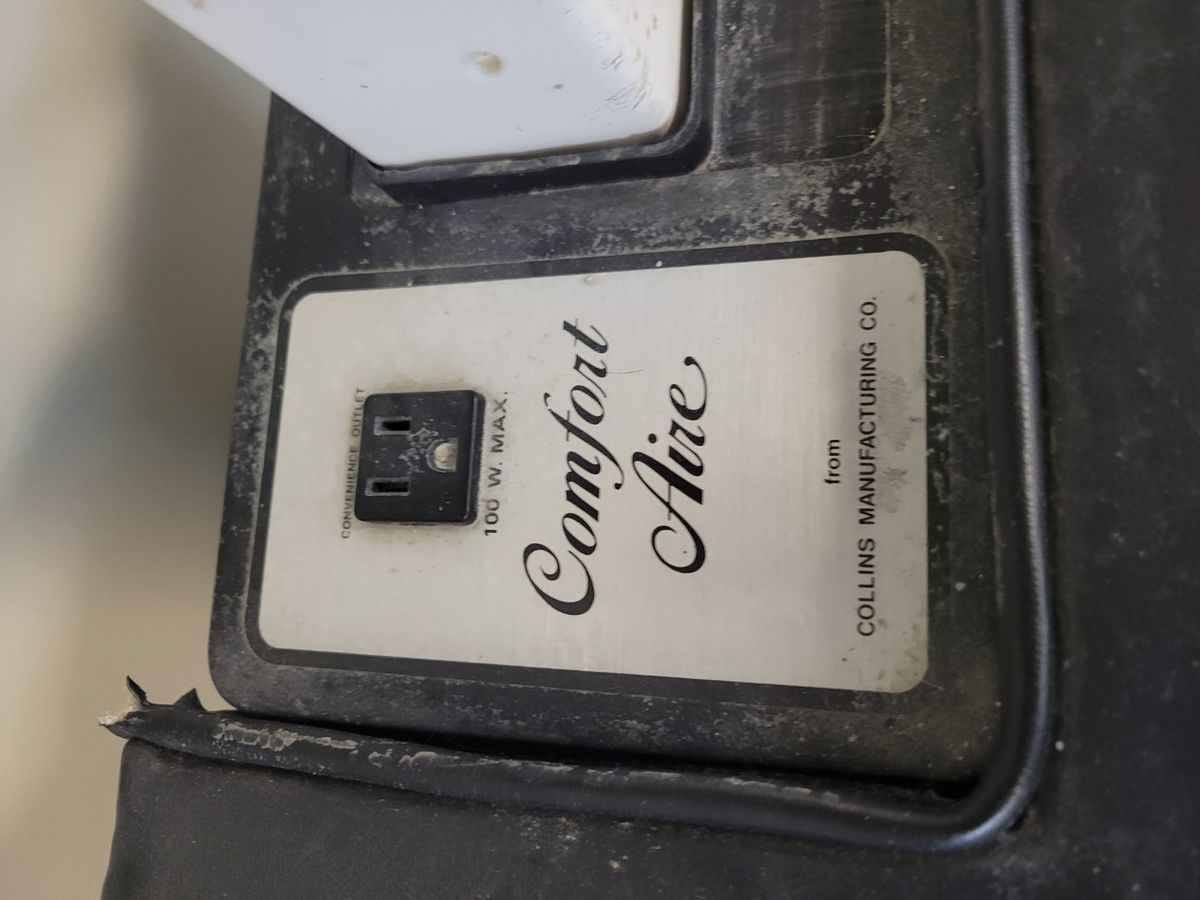 CONVENIENCE OUTLET
100 W. MAX.
Comfort
Aire
from
COLLINS MANUFACTURING CO.